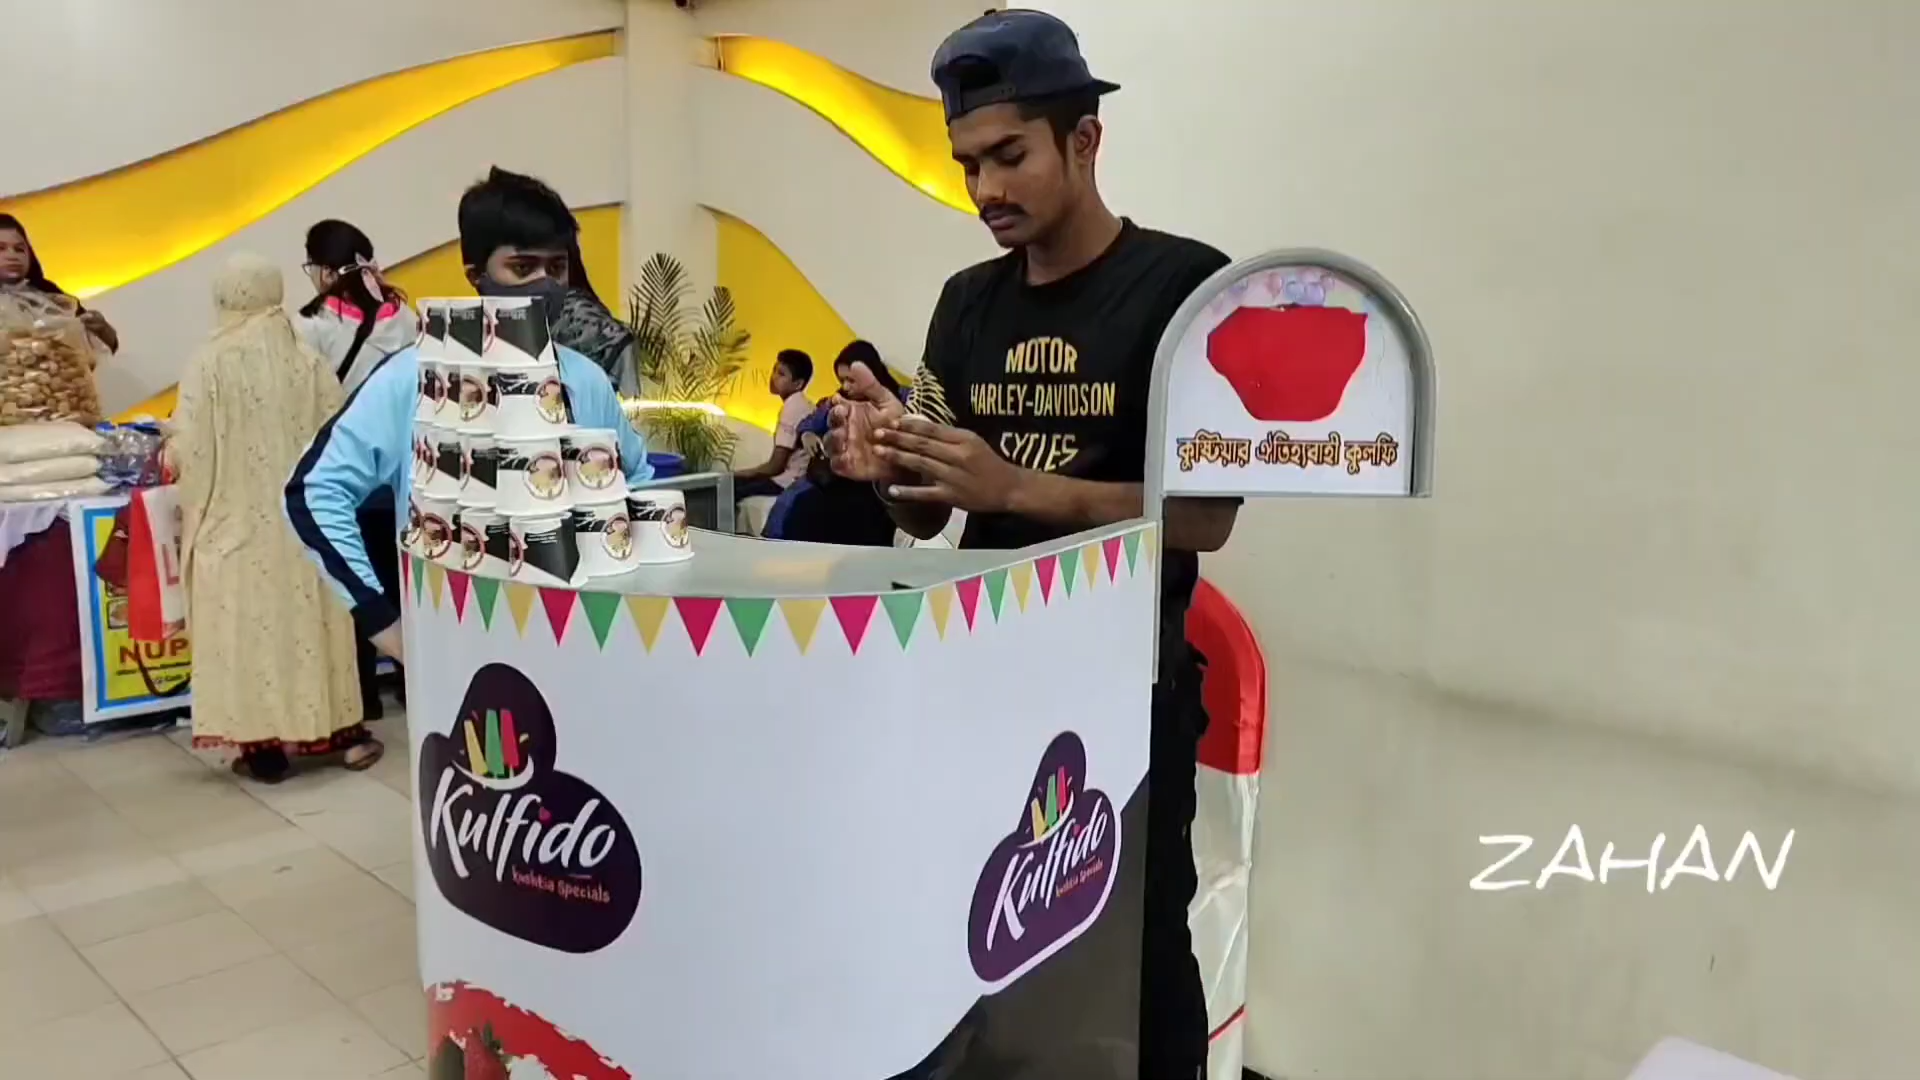 MOTOR
HARLEY-DAVIDSON
CYCLES
কুষ্টিয়ার ঐতিহ্যবাহী কুলফি
NUP
Kulfido
kushtia specials
Kulfido
kushtia specials
ZAHAN